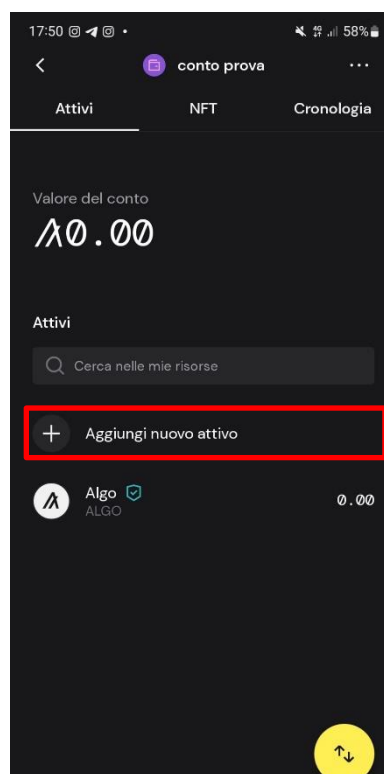 17:50 58%
conto prova
Attivi NFT Cronologia
Valore del conto
0.00
Attivi
Cerca nelle mie risorse
Aggiungi nuovo attivo
Algo
ALGO 0.00